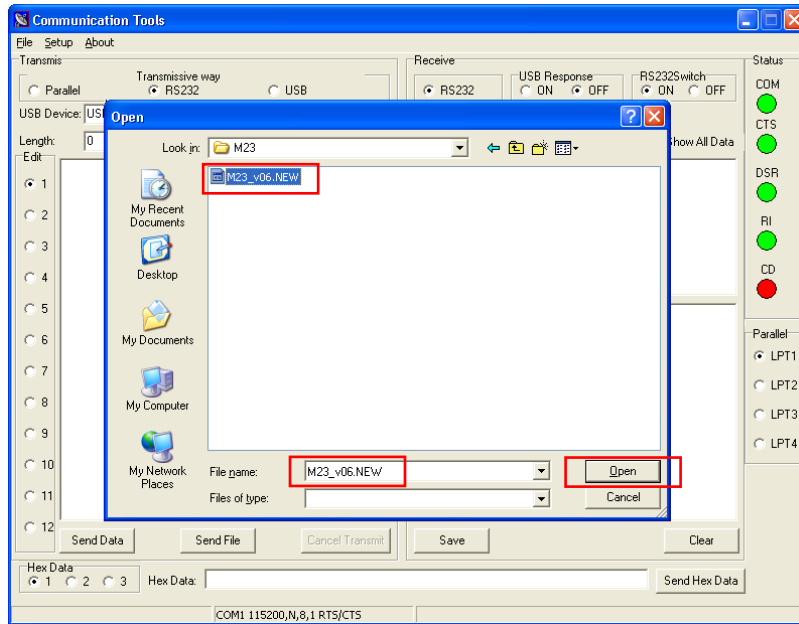 Communication Tools
File Setup About
Transmis
Transmissive way
Parallel RS232 USB
Receive
RS232
USB Response
ON OFF
RS232Switch
ON OFF
Status
COM
CTS
DSR
RI
CD
USB Device:
Length: 0
Show All Data
Edit
1
2
3
4
5
6
7
8
9
10
11
12
Open
Look in: M23
M23_v06.NEW
My Recent
Documents
Desktop
My Documents
My Computer
My Network
Places
File name: M23_v06.NEW Open
Files of type: Cancel
Parallel
LPT1
LPT2
LPT3
LPT4
Send Data Send File Cancel Transmit Save Clear
Hex Data
1 2 3 Hex Data: Send Hex Data
COM1 115200,N,8,1 RTS/CTS